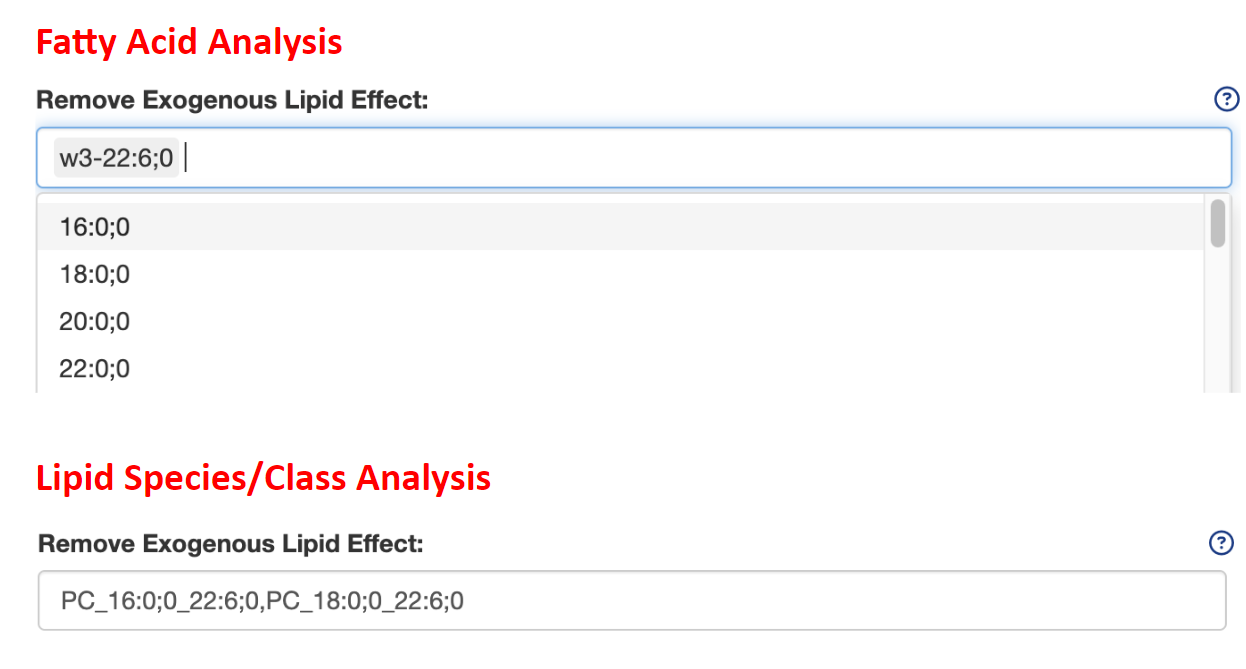 Fatty Acid Analysis
Remove Exogenous Lipid Effect:
?
w3-22:6;0
16:0;0
18:0;0
20:0;0
22:0;0
Lipid Species/Class Analysis
Remove Exogenous Lipid Effect:
?
PC_16:0;0_22:6;0,PC_18:0;0_22:6;0